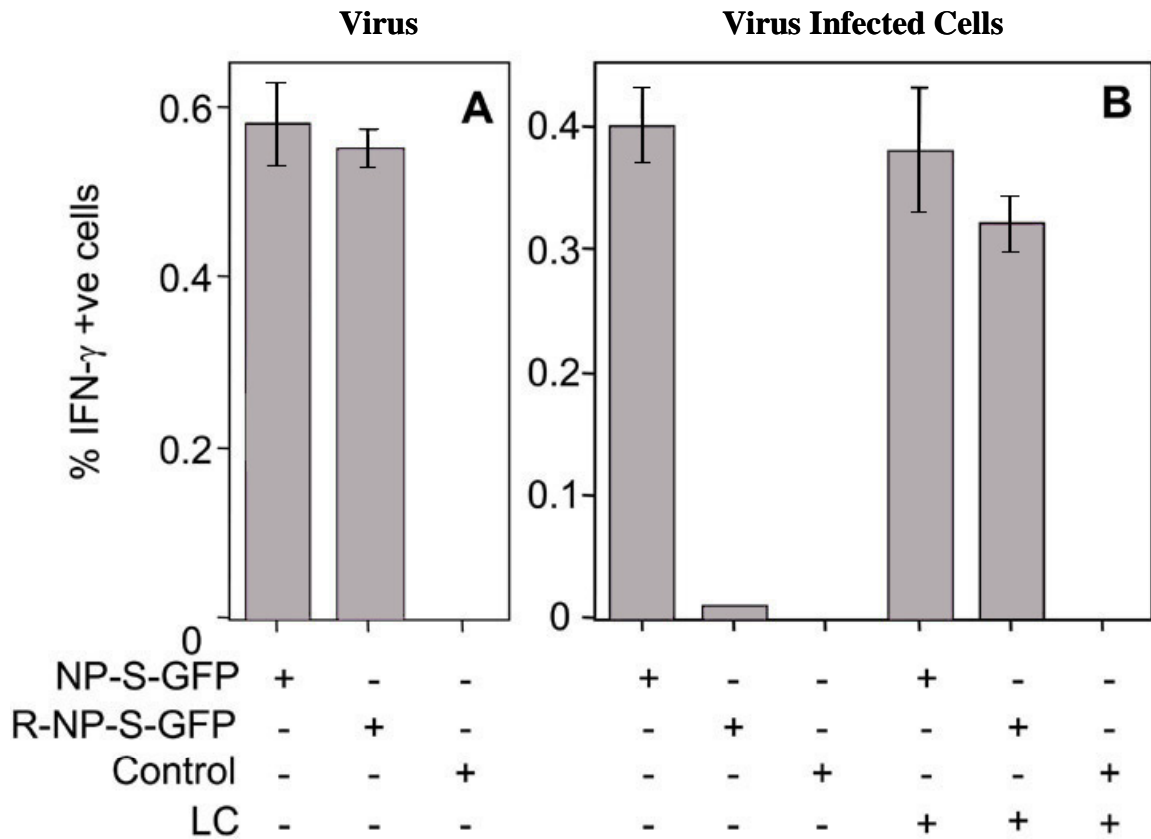 Virus Virus Infected Cells
A B
% IFN-γ +ve cells
0.6
0.4
0.2
0
0.4
0.3
0.2
0.1
0
NP-S-GFP + - - + - - + - -
R-NP-S-GFP - + - - + - - + -
Control - - + - - + - - +
LC - - - - - - + + +